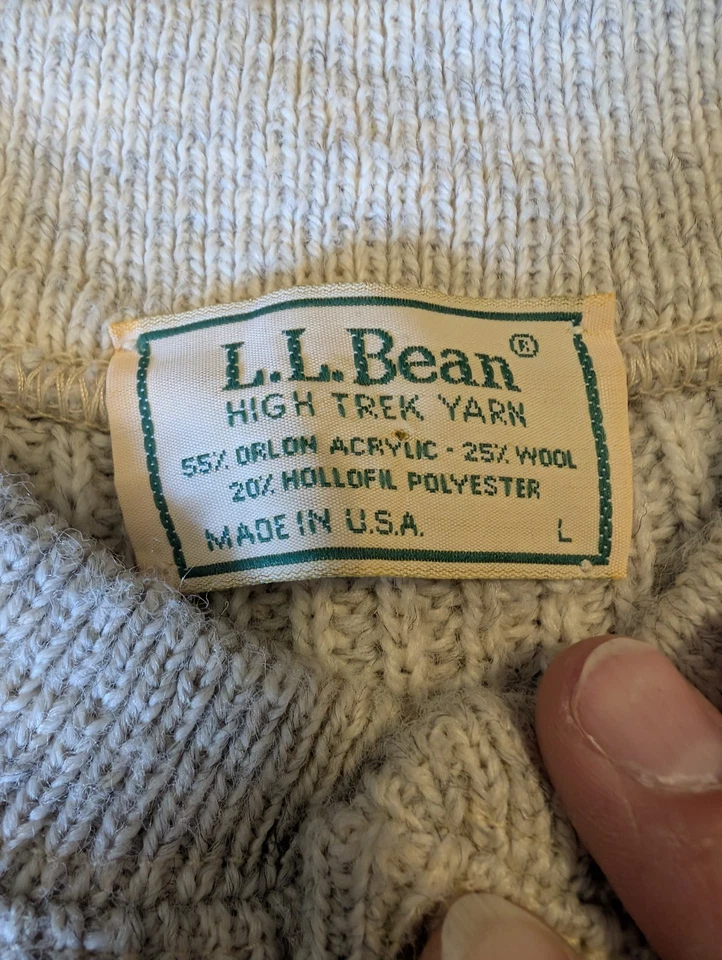 L.L.Bean®
HIGH TREK YARN
55% ORLON ACRYLIC - 25% WOOL
20% HOLLOFIL POLYESTER
MADE IN U.S.A. L